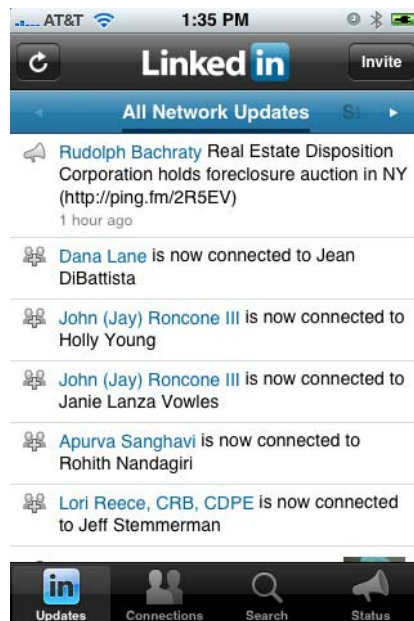 AT&T 1:35 PM
Linked in
Invite
All Network Updates
Rudolph Bachraty Real Estate Disposition
Corporation holds foreclosure auction in NY
(http://ping.fm/2R5EV)
1 hour ago
Dana Lane is now connected to Jean
DiBattista
John (Jay) Roncone III is now connected to
Holly Young
John (Jay) Roncone III is now connected to
Janie Lanza Vowles
Apurva Sanghavi is now connected to
Rohith Nandagiri
Lori Reece, CRB, CDPE is now connected
to Jeff Stemmerman
in
Updates Connections Search Status